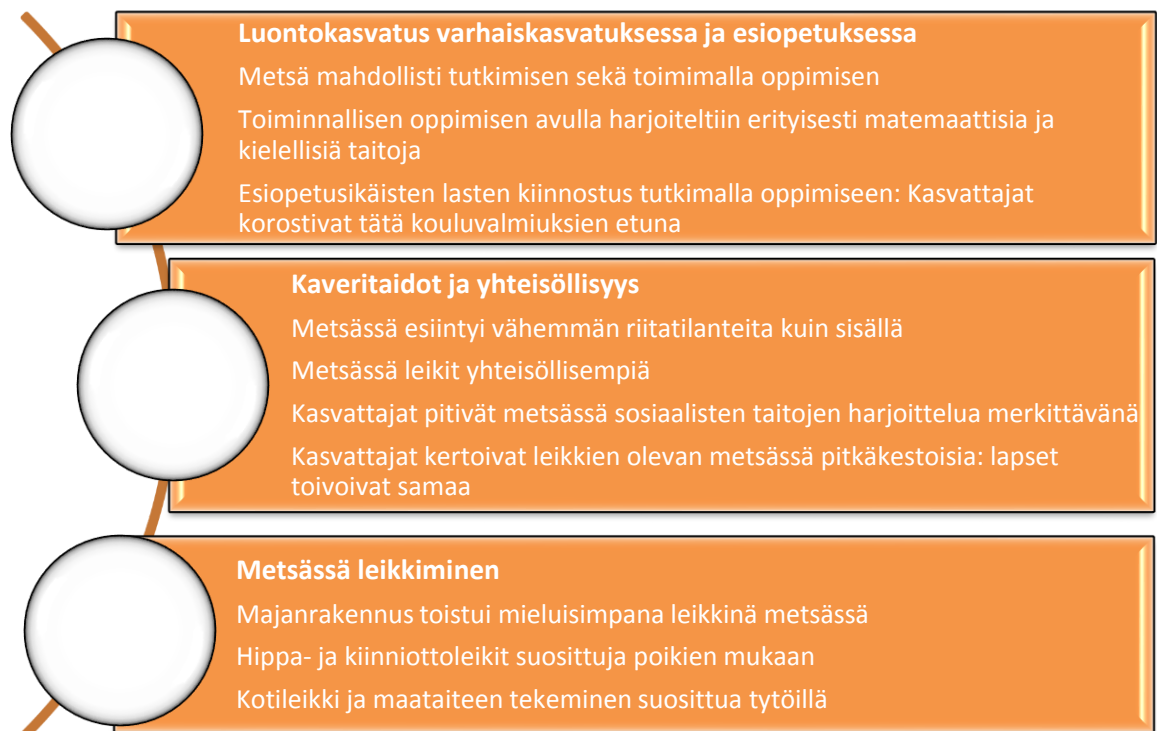 Luontokasvatus varhaiskasvatuksessa ja esiopetuksessa
Metsä mahdollisti tutkimisen sekä toimimalla oppimisen
Toiminnallisen oppimisen avulla harjoiteltiin erityisesti matemaattisia ja
kielellisiä taitoja
Esiopetusikäisten lasten kiinnostus tutkimalla oppimiseen: Kasvattajat
korostivat tätä kouluvalmiuksien etuna
Kaveritaidot ja yhteisöllisyys
Metsässä esiintyi vähemmän riitatilanteita kuin sisällä
Metsässä leikit yhteisöllisempiä
Kasvattajat pitivät metsässä sosiaalisten taitojen harjoittelua merkittävänä
Kasvattajat kertoivat leikkien olevan metsässä pitkäkestoisia: lapset
toivoivat samaa
Metsässä leikkiminen
Majanrakennus toistui mieluisimpana leikkinä metsässä
Hippa- ja kiinniottoleikit suosittuja poikien mukaan
Kotileikki ja maataiteen tekeminen suosittua tytöillä